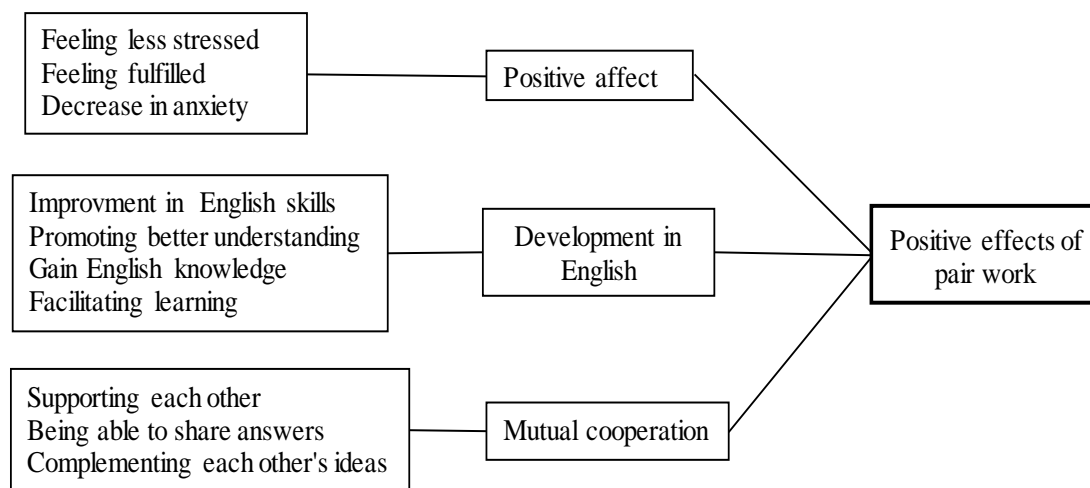 Feeling less stressed
Feeling fulfilled
Decrease in anxiety
Positive affect
Improvment in English skills
Promoting better understanding
Gain English knowledge
Facilitating learning
Development in
English
Positive effects of
pair work
Supporting each other
Being able to share answers
Complementing each other's ideas
Mutual cooperation